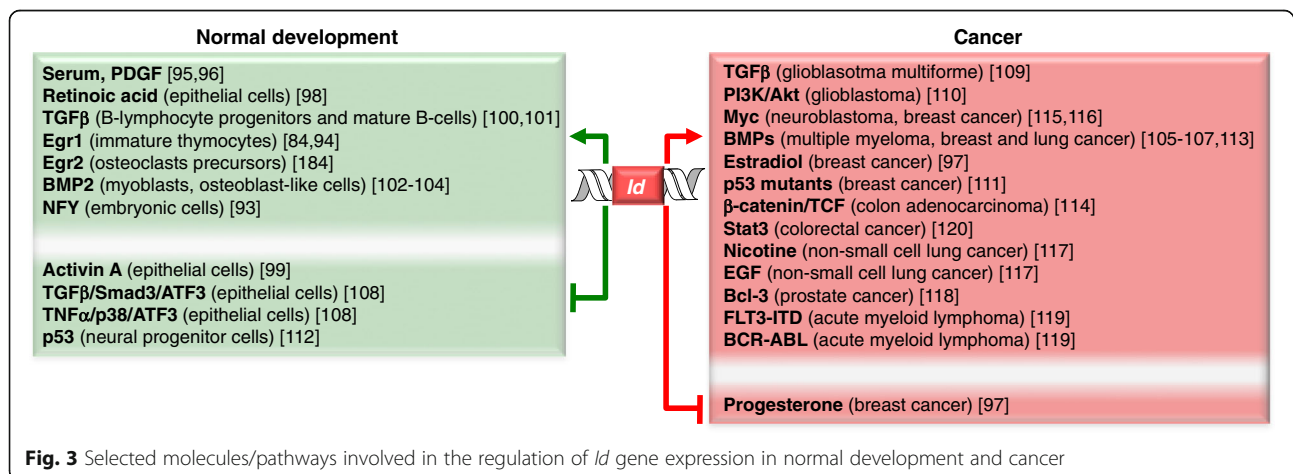 Normal development
Serum, PDGF [95,96]
Retinoic acid (epithelial cells) [98]
TGFβ (B-lymphocyte progenitors and mature B-cells) [100,101]
Egr1 (immature thymocytes) [84,94]
Egr2 (osteoclasts precursors) [184]
BMP2 (myoblasts, osteoblast-like cells) [102-104]
NFY (embryonic cells) [93]
Activin A (epithelial cells) [99]
TGFβ/Smad3/ATF3 (epithelial cells) [108]
TNFα/p38/ATF3 (epithelial cells) [108]
p53 (neural progenitor cells) [112]
Id
Cancer
TGFβ (glioblasotma multiforme) [109]
PI3K/Akt (glioblastoma) [110]
Myc (neuroblastoma, breast cancer) [115,116]
BMPs (multiple myeloma, breast and lung cancer) [105-107,113]
Estradiol (breast cancer) [97]
p53 mutants (breast cancer) [111]
β-catenin/TCF (colon adenocarcinoma) [114]
Stat3 (colorectal cancer) [120]
Nicotine (non-small cell lung cancer) [117]
EGF (non-small cell lung cancer) [117]
Bcl-3 (prostate cancer) [118]
FLT3-ITD (acute myeloid lymphoma) [119]
BCR-ABL (acute myeloid lymphoma) [119]
Progesterone (breast cancer) [97]
Fig. 3 Selected molecules/pathways involved in the regulation of Id gene expression in normal development and cancer